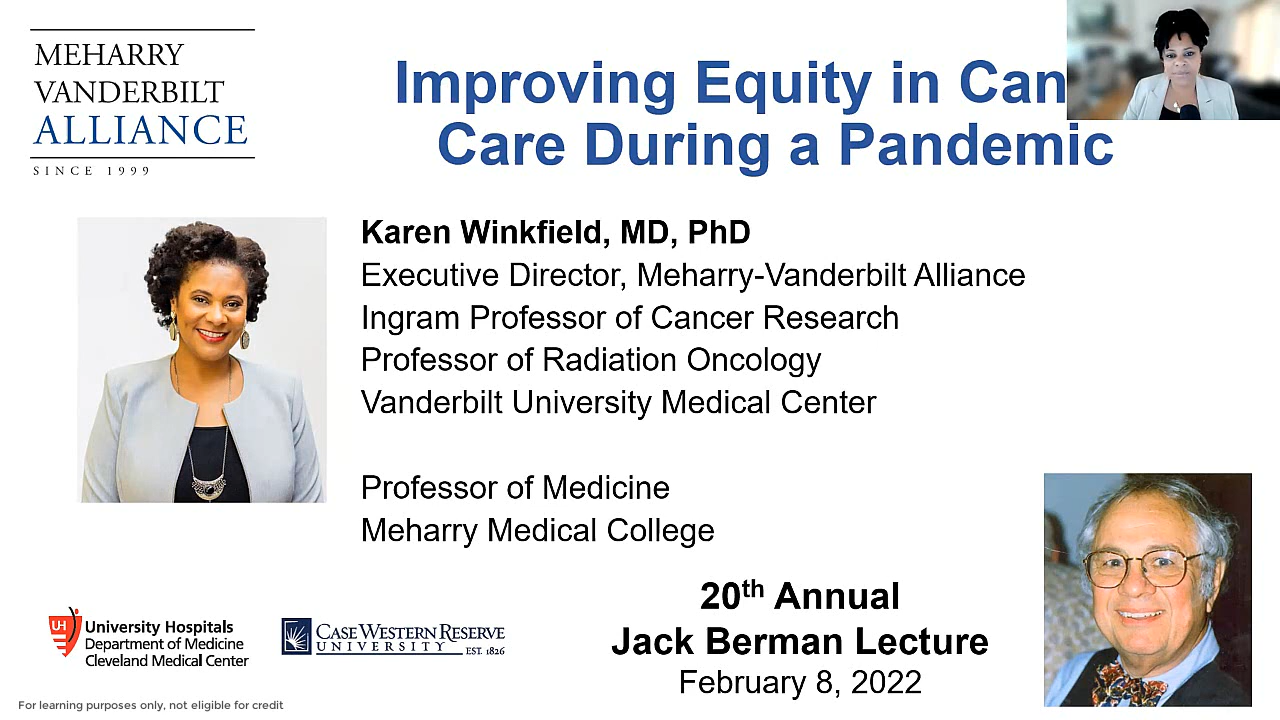 MEHARRY
VANDERBILT
ALLIANCE
SINCE 1999
Improving Equity in Can
Care During a Pandemic
Karen Winkfield, MD, PhD
Executive Director, Meharry-Vanderbilt Alliance
Ingram Professor of Cancer Research
Professor of Radiation Oncology
Vanderbilt University Medical Center
Professor of Medicine
Meharry Medical College
20th Annual
Jack Berman Lecture
February 8, 2022
UH
University Hospitals
Department of Medicine
Cleveland Medical Center
CASE WESTERN RESERVE
UNIVERSITY EST. 1826
For learning purposes only, not eligible for credit